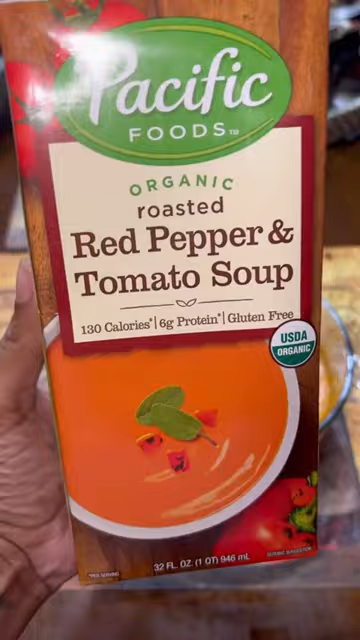 Pacific
FOODS™
ORGANIC
roasted
Red Pepper &
Tomato Soup
130 Calories* | 6g Protein* | Gluten Free
USDA
ORGANIC
*PER SERVING
32 FL. OZ. (1 QT) 946 mL